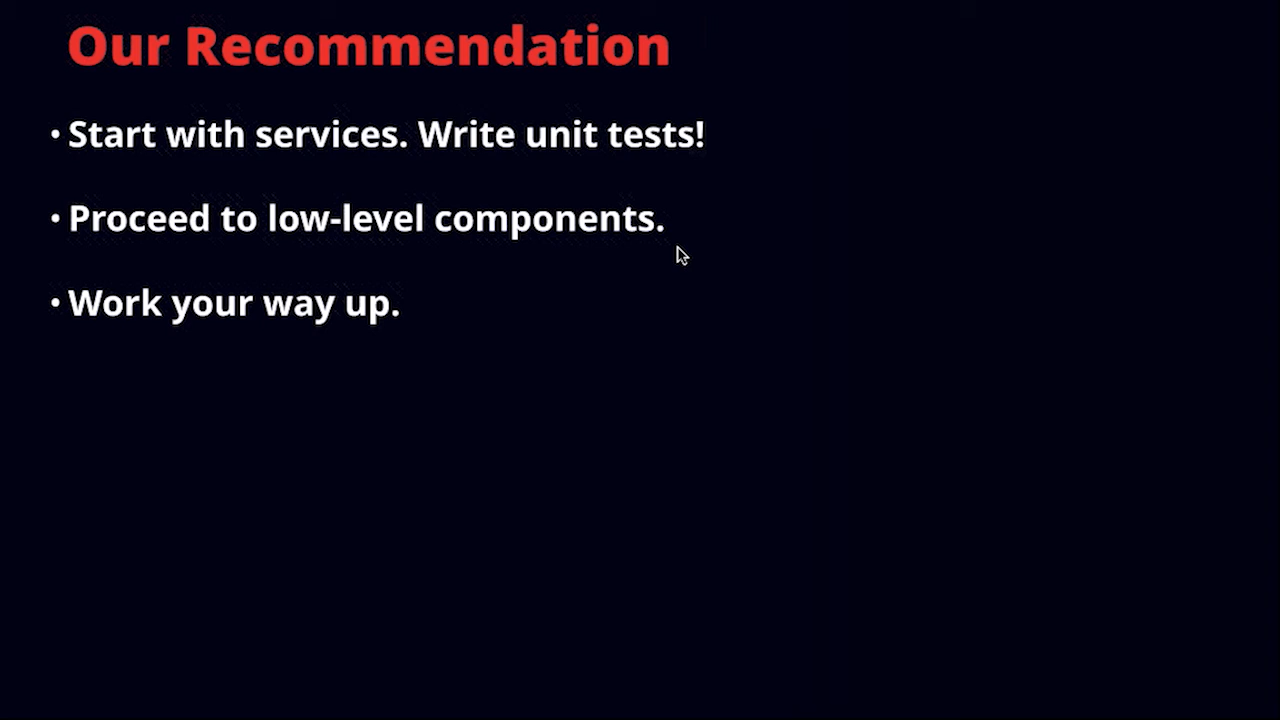 Our Recommendation
• Start with services. Write unit tests!
• Proceed to low-level components.
• Work your way up.